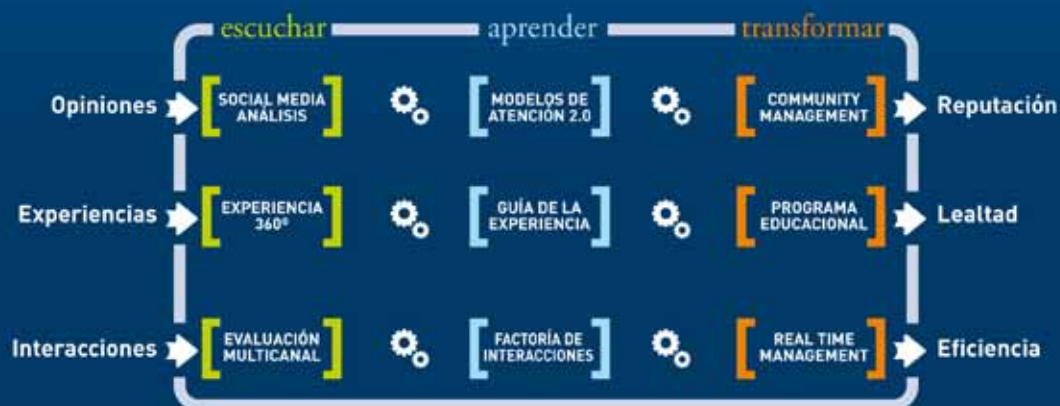 escuchar aprender transformar
Opiniones
SOCIAL MEDIA
ANÁLISIS
MODELOS DE
ATENCIÓN 2.0
COMMUNITY
MANAGEMENT
Reputación
Experiencias
EXPERIENCIA
360º
GUÍA DE LA
EXPERIENCIA
PROGRAMA
EDUCACIONAL
Lealtad
Interacciones
EVALUACIÓN
MULTICANAL
FACTORÍA DE
INTERACCIONES
REAL TIME
MANAGEMENT
Eficiencia